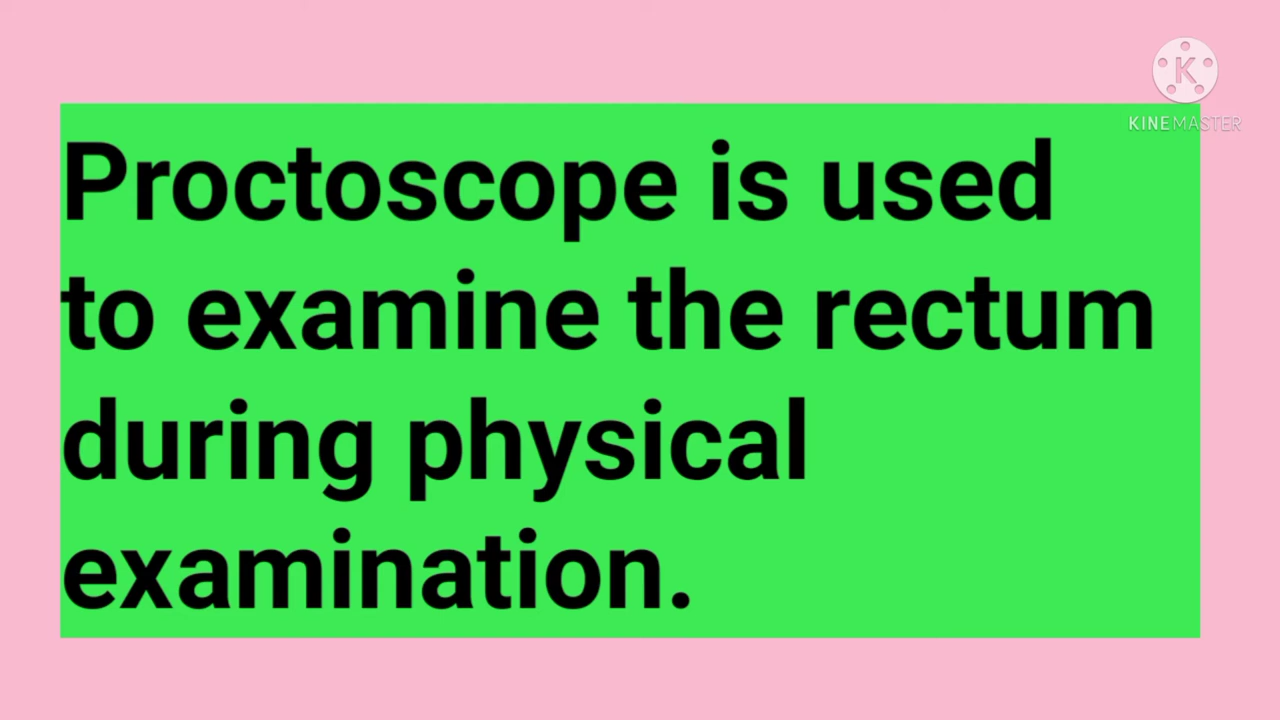 K
KINEMASTER
Proctoscope is used
to examine the rectum
during physical
examination.